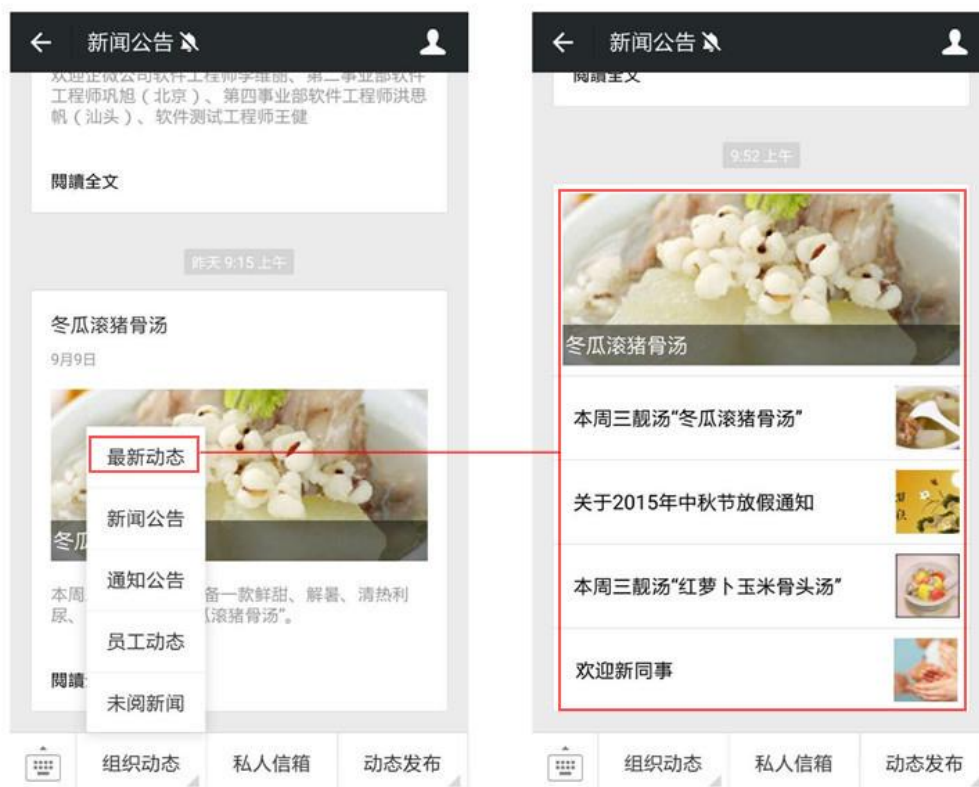 新闻公告
欢迎企微公司软件工程师李维丽、第二事业部软件
工程师巩旭（北京）、第四事业部软件工程师洪思
帆（汕头）、软件测试工程师王健
閱讀全文
昨天 9:15 上午
冬瓜滚猪骨汤
9月9日
冬瓜
本周 备一款鲜甜、解暑、清热利
尿、 滚猪骨汤”。
閱讀
最新动态
新闻公告
通知公告
员工动态
未阅新闻
组织动态 私人信箱 动态发布
新闻公告
閱讀全文
9:52 上午
冬瓜滚猪骨汤
本周三靓汤“冬瓜滚猪骨汤”
关于2015年中秋节放假通知
本周三靓汤“红萝卜玉米骨头汤”
欢迎新同事
组织动态 私人信箱 动态发布